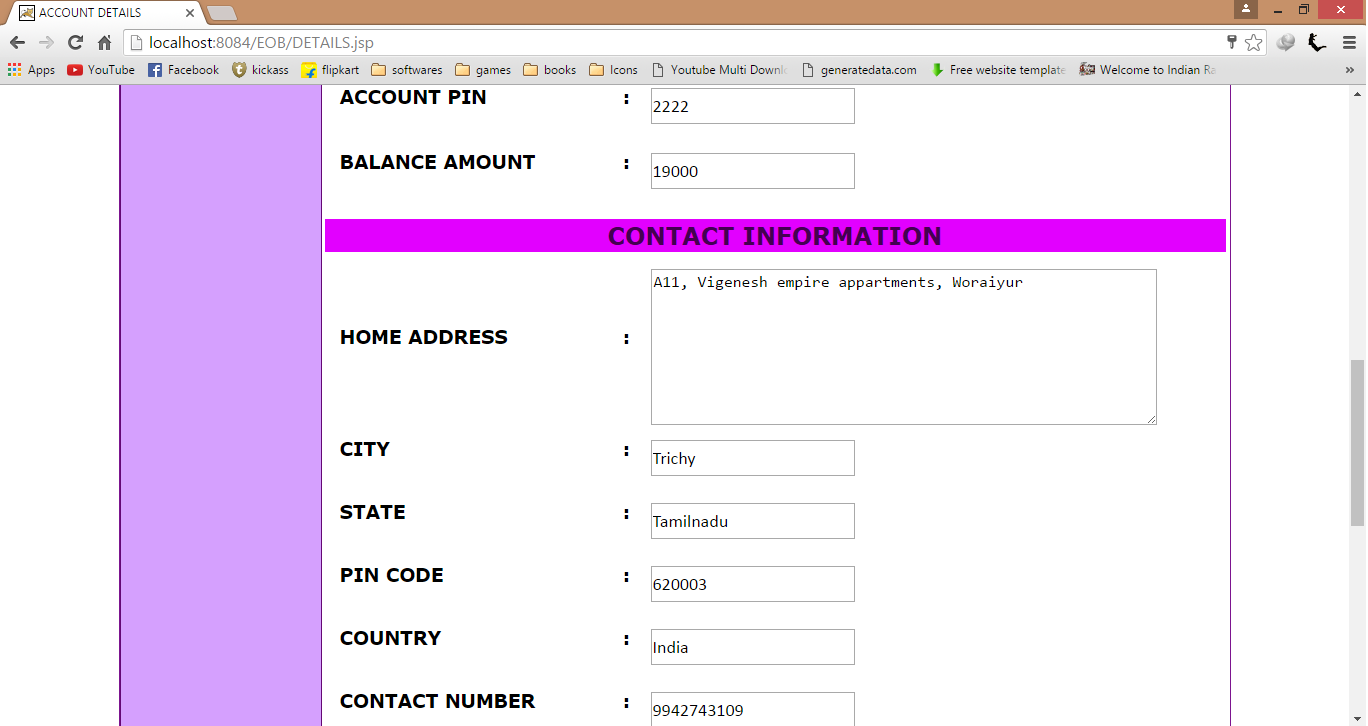 ACCOUNT DETAILS
localhost:8084/EOB/DETAILS.jsp
Apps YouTube Facebook kickass flipkart softwares games books Icons Youtube Multi Downl generatedata.com Free website template Welcome to Indian Ra »
ACCOUNT PIN : 2222
BALANCE AMOUNT : 19000
CONTACT INFORMATION
HOME ADDRESS : A11, Vigenesh empire appartments, Woraiyur
CITY : Trichy
STATE : Tamilnadu
PIN CODE : 620003
COUNTRY : India
CONTACT NUMBER : 9942743109